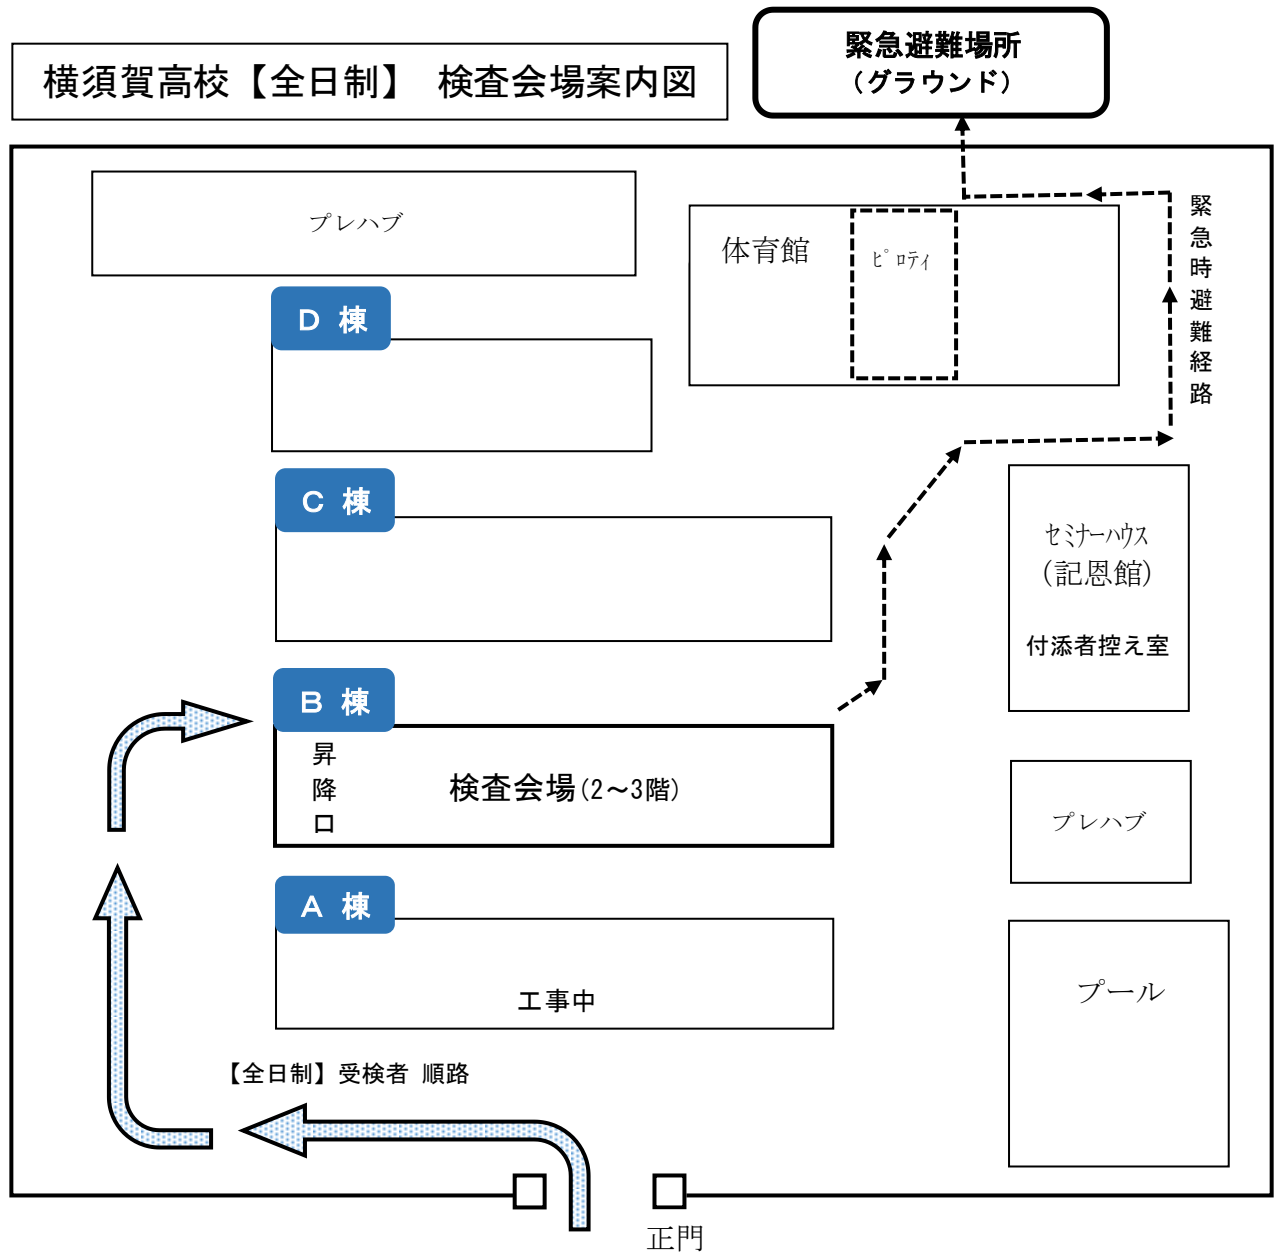 緊急避難場所
(グラウンド)
横須賀高校【全日制】 検査会場案内図
プレハブ
体育館
ピロティ
緊急時避難経路
D 棟
C 棟
セミナーハウス
(記恩館)
付添者控え室
B 棟
昇降口
検査会場(2～3階)
プレハブ
A 棟
工事中
プール
【全日制】受検者 順路
正門